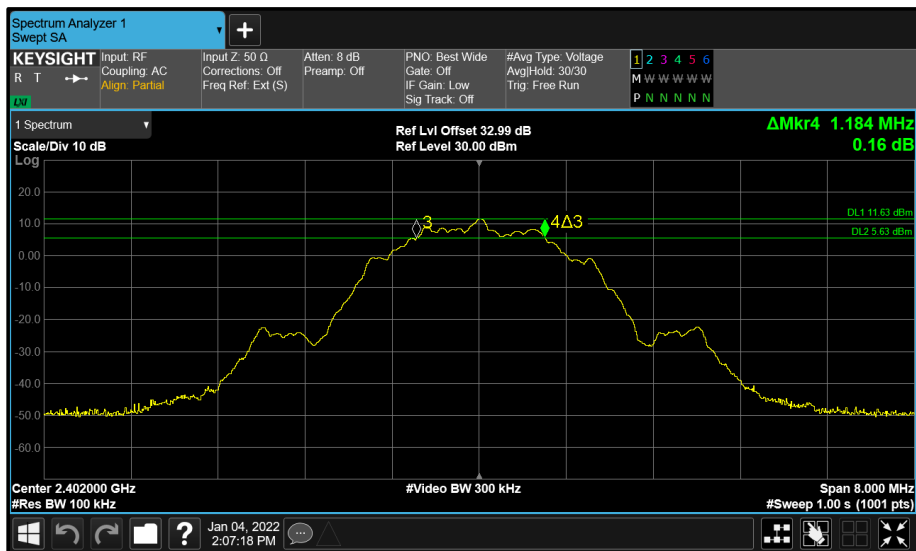 Spectrum Analyzer 1
Swept SA
+
KEYSIGHT
R T
LXI
Input: RF
Coupling: AC
Align: Partial
Input Z: 50 Ω
Corrections: Off
Freq Ref: Ext (S)
Atten: 8 dB
Preamp: Off
PNO: Best Wide
Gate: Off
IF Gain: Low
Sig Track: Off
#Avg Type: Voltage
Avg|Hold: 30/30
Trig: Free Run
1 2 3 4 5 6
M W W W W W
P N N N N N
1 Spectrum
Scale/Div 10 dB
Ref Lvl Offset 32.99 dB
Ref Level 30.00 dBm
ΔMkr4 1.184 MHz
0.16 dB
Log
20.0
10.0
0.00
-10.0
-20.0
-30.0
-40.0
-50.0
-60.0
3
4Δ3
DL1 11.63 dBm
DL2 5.63 dBm
Center 2.402000 GHz
#Res BW 100 kHz
#Video BW 300 kHz
Span 8.000 MHz
#Sweep 1.00 s (1001 pts)
?
Jan 04, 2022
2:07:18 PM